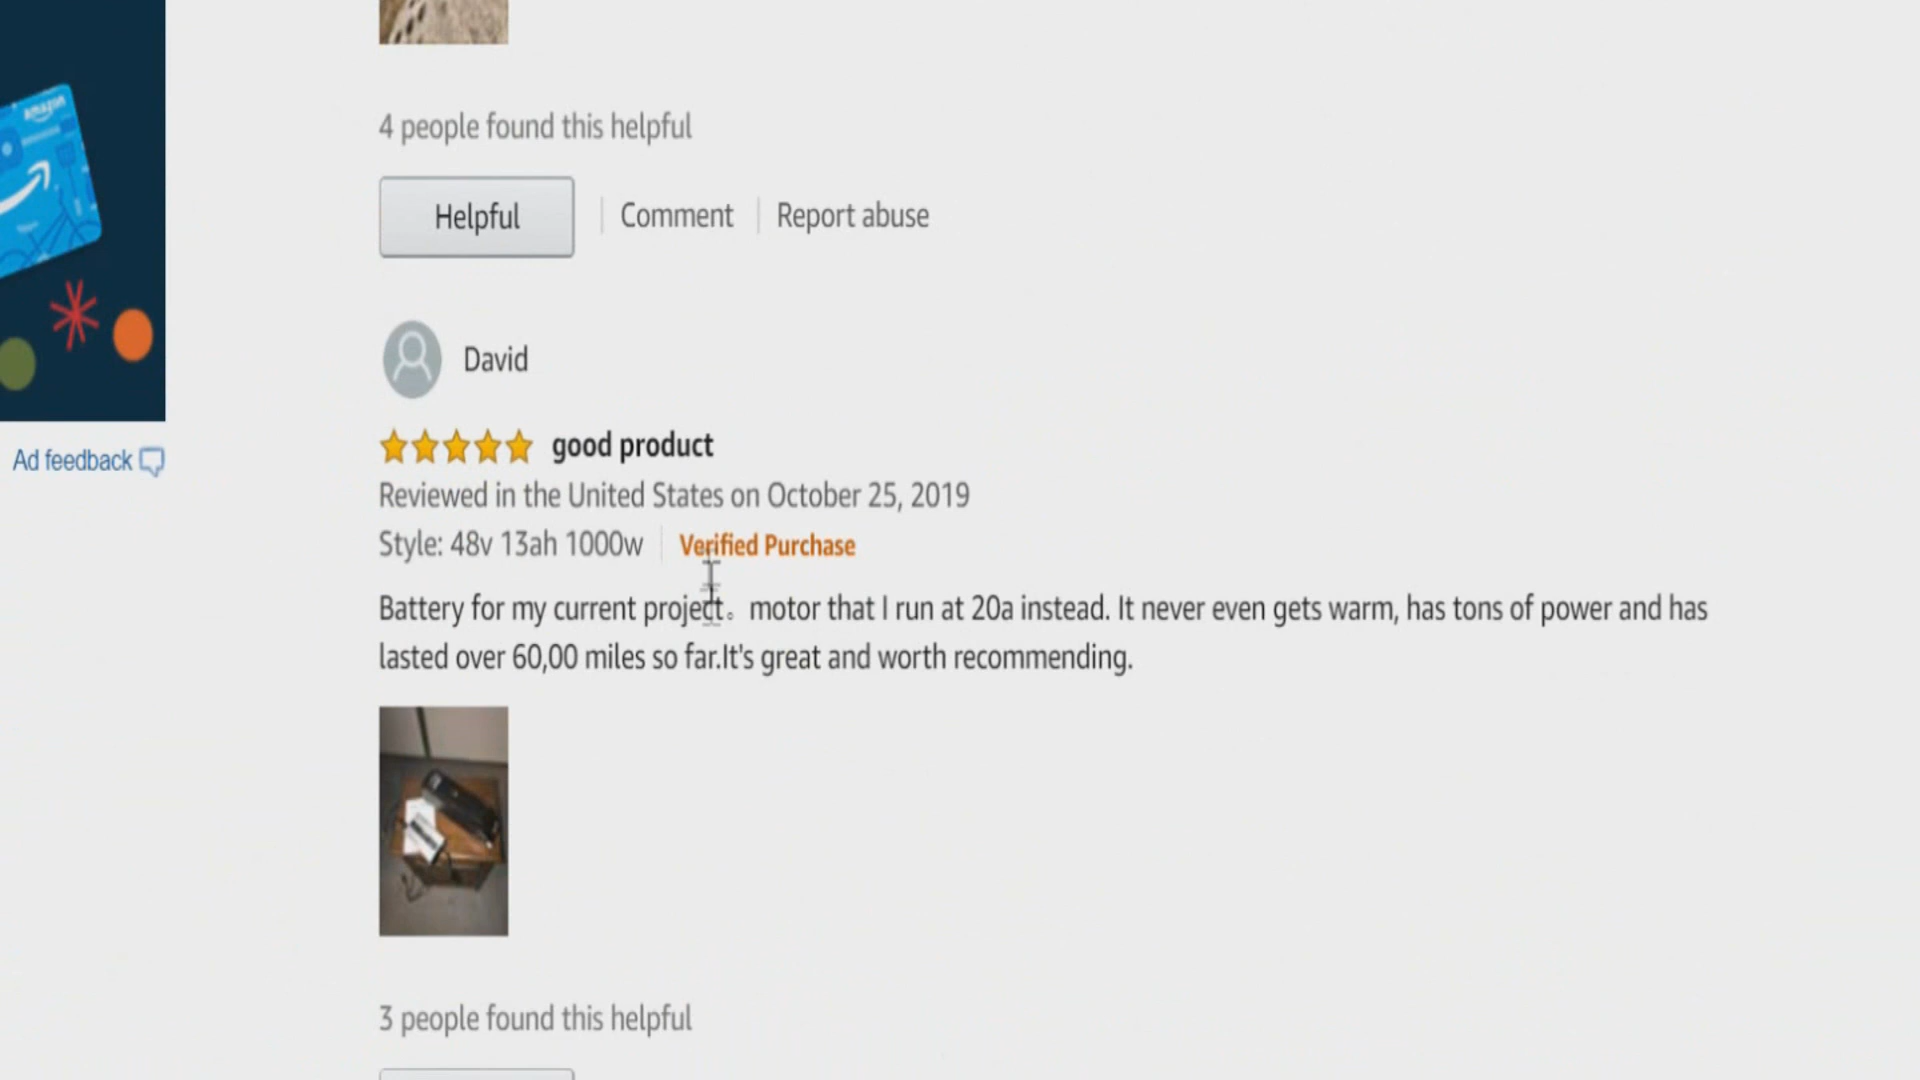 amazon
4 people found this helpful
Helpful
Comment
Report abuse
David
good product
Ad feedback
Reviewed in the United States on October 25, 2019
Style: 48v 13ah 1000w
Verified Purchase
Battery for my current project。 motor that I run at 20a instead. It never even gets warm, has tons of power and has
lasted over 60,00 miles so far.It's great and worth recommending.
3 people found this helpful